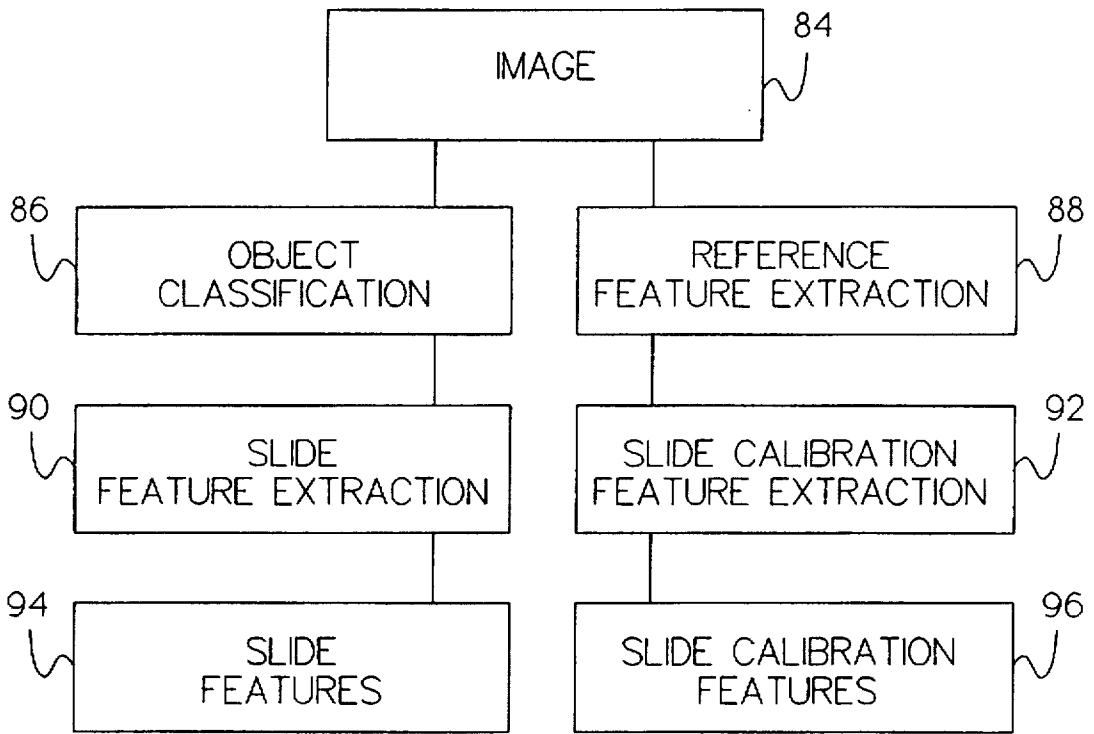 84
IMAGE
86
OBJECT
CLASSIFICATION
88
REFERENCE
FEATURE EXTRACTION
90
SLIDE
FEATURE EXTRACTION
92
SLIDE CALIBRATION
FEATURE EXTRACTION
94
SLIDE
FEATURES
96
SLIDE CALIBRATION
FEATURES